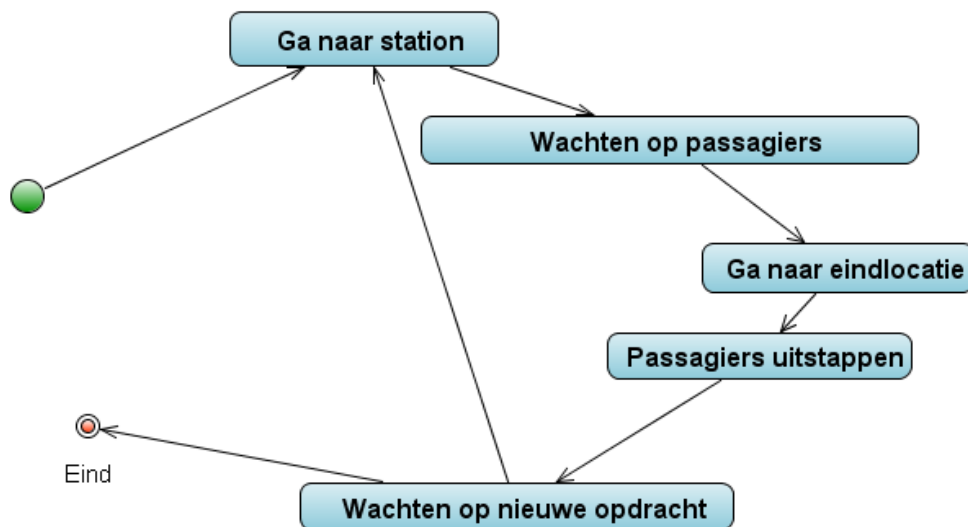 Ga naar station
Wachten op passagiers
Ga naar eindlocatie
Passagiers uitstappen
Eind
Wachten op nieuwe opdracht